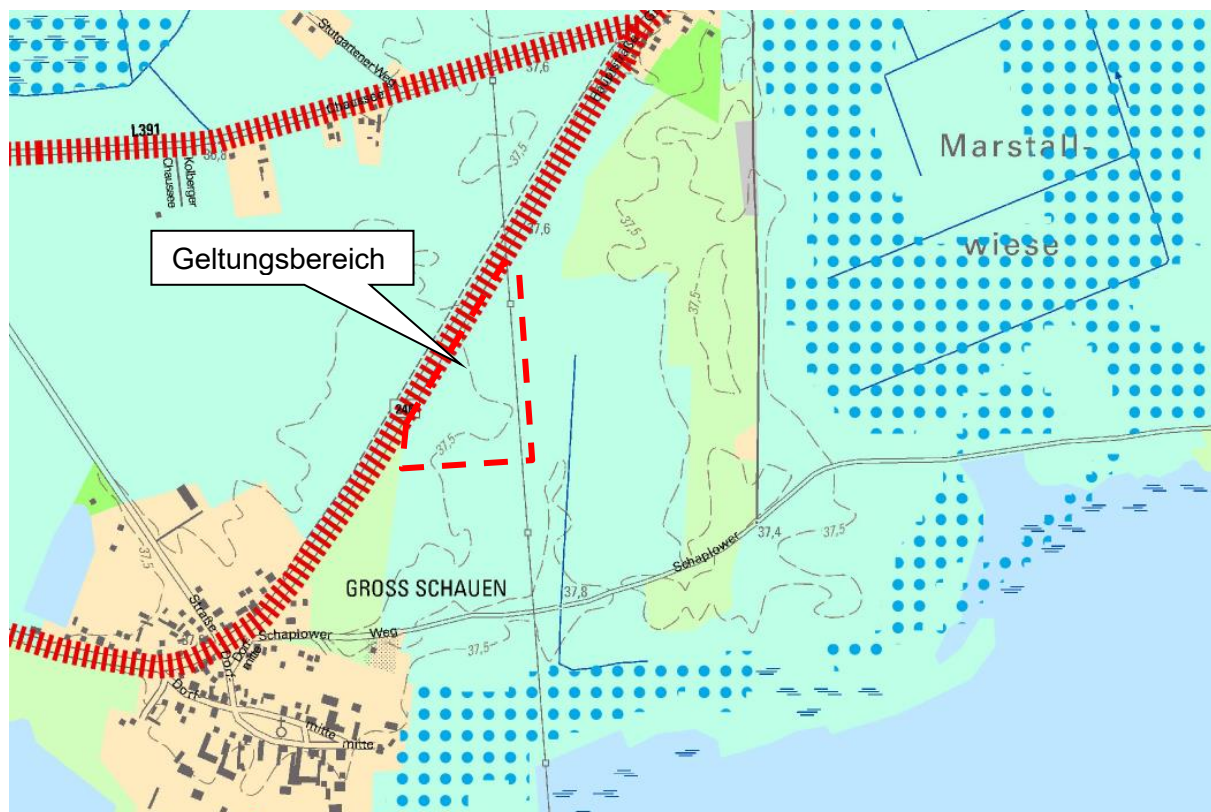 Stuttgartener Weg
Hauptstraße
37,6
Chaussee
L391
36,8
Kolberger
Chaussee
37,5
Marstall-
wiese
37,6
37,5
37,5
Geltungsbereich
37,5
37,4
37,5
Schaplower
37,5
GROSS SCHAUEN
37,8
Straße
Schaplower Weg
37,5
Dorf-
mitte
Dorf-
Dorf-
mitte
mitte